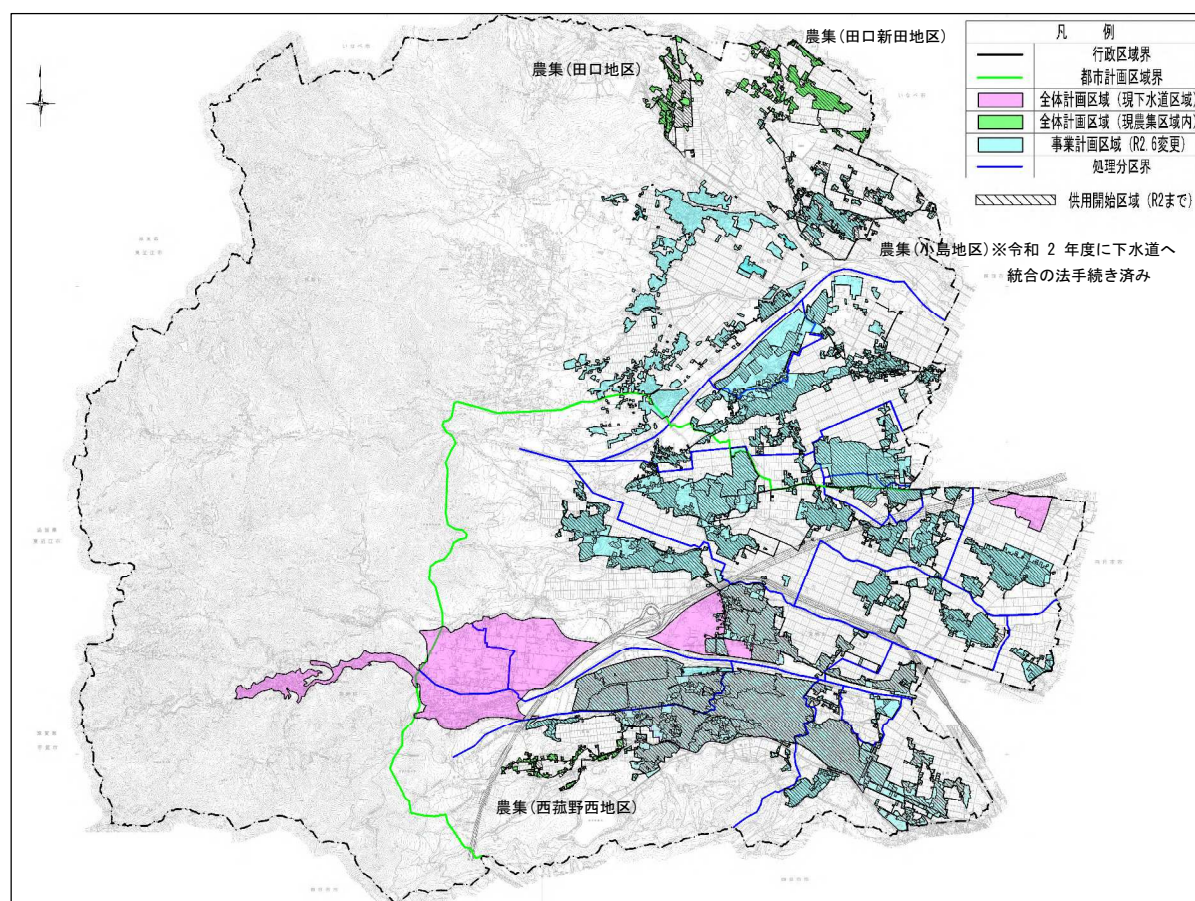 農集(田口新田地区)
農集(田口地区)
凡 例
行政区域界
都市計画区域界
全体計画区域 (現下水道区域)
全体計画区域 (現農集区域内)
事業計画区域 (R2.6変更)
処理分区界
供用開始区域 (R2まで)
農集(小島地区)※令和 2 年度に下水道へ
統合の法手続き済み
農集(西菰野西地区)